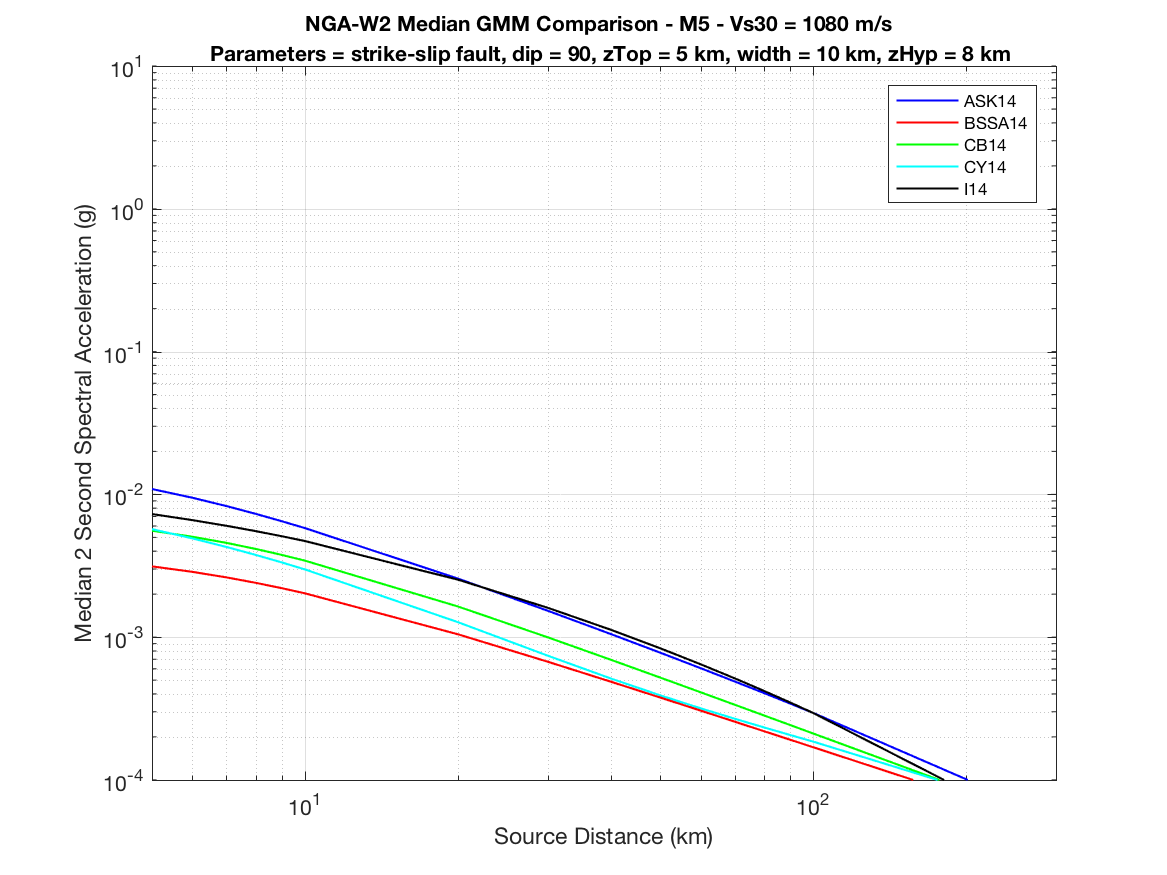 NGA-W2 Median GMM Comparison - M5 - Vs30 = 1080 m/s
Parameters = strike-slip fault, dip = 90, zTop = 5 km, width = 10 km, zHyp = 8 km
10^1
10^0
10^-1
10^-2
10^-3
10^-4
Median 2 Second Spectral Acceleration (g)
ASK14
BSSA14
CB14
CY14
I14
10^1
10^2
Source Distance (km)